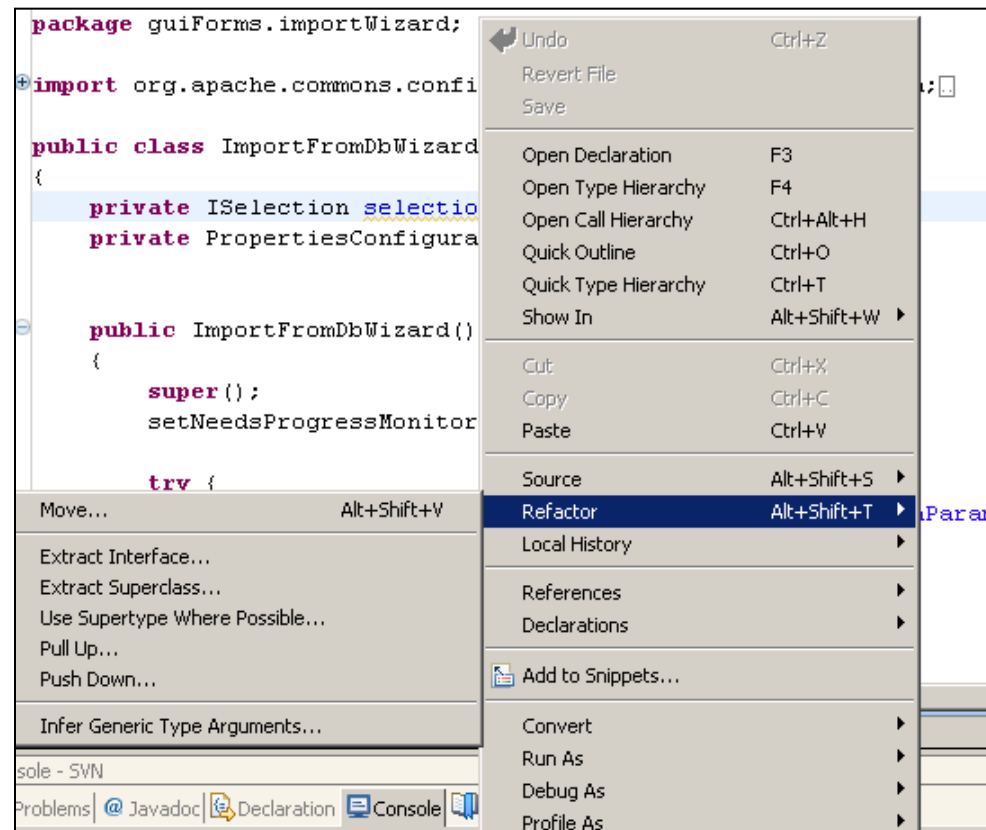 package guiForms.importWizard;
import org.apache.commons.confi
;
public class ImportFromDbWizard
{
private ISelection selectio
private PropertiesConfigura
public ImportFromDbWizard()
{
super();
setNeedsProgressMonitor
try {
Param
Undo Ctrl+Z
Revert File
Save
Open Declaration F3
Open Type Hierarchy F4
Open Call Hierarchy Ctrl+Alt+H
Quick Outline Ctrl+O
Quick Type Hierarchy Ctrl+T
Show In Alt+Shift+W
Cut Ctrl+X
Copy Ctrl+C
Paste Ctrl+V
Source Alt+Shift+S
Refactor Alt+Shift+T
Local History
References
Declarations
Add to Snippets...
Convert
Run As
Debug As
Profile As
Move... Alt+Shift+V
Extract Interface...
Extract Superclass...
Use Supertype Where Possible...
Pull Up...
Push Down...
Infer Generic Type Arguments...
sole - SVN
Problems @ Javadoc Declaration Console